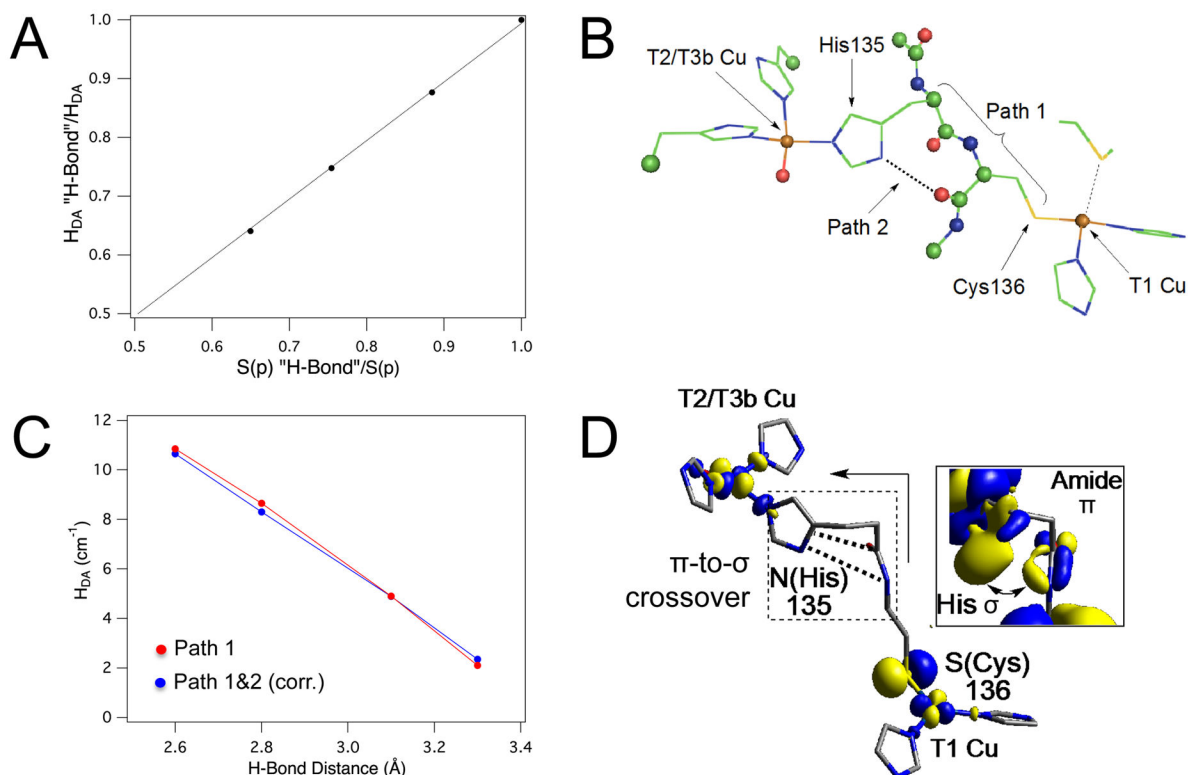 A
H_DA "H-Bond"/H_DA
1.0
0.9
0.8
0.7
0.6
0.5
0.5 0.6 0.7 0.8 0.9 1.0
S(p) "H-Bond"/S(p)
B
His135
T2/T3b Cu
Path 1
Path 2
Cys136
T1 Cu
C
H_DA (cm⁻¹)
12
10
8
6
4
2
0
Path 1
Path 1&2 (corr.)
2.6 2.8 3.0 3.2 3.4
H-Bond Distance (Å)
D
T2/T3b Cu
Amide
π
π-to-σ
crossover
N(His)
135
His σ
S(Cys)
136
T1 Cu